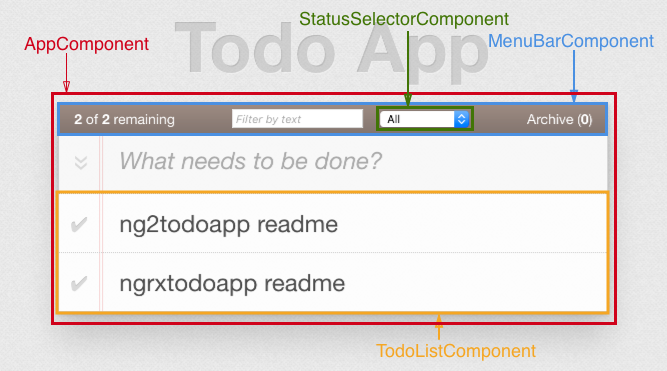 StatusSelectorComponent
AppComponent
Todo App
MenuBarComponent
2 of 2 remaining
Filter by text
All
Archive (0)
What needs to be done?
ng2todoapp readme
ngrxtodoapp readme
TodoListComponent